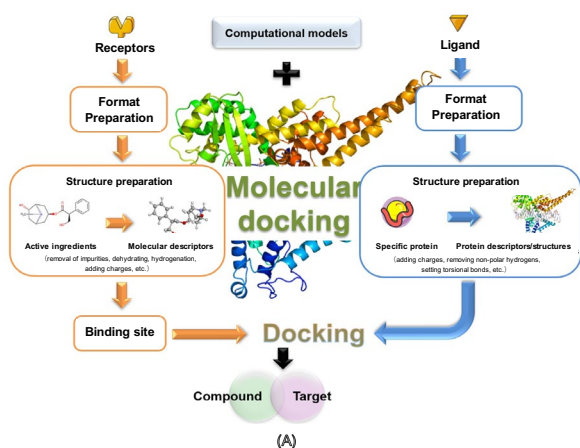 Receptors
Computational models
Ligand
Format
Preparation
Format
Preparation
Structure preparation
Active ingredients
Molecular descriptors
(removal of impurities, dehydrating, hydrogenation,
adding charges, etc.)
Molecular
docking
Structure preparation
Specific protein
Protein descriptors/structures
(adding charges, removing non-polar hydrogens,
setting torsional bonds, etc.)
Binding site
Docking
Compound
Target
(A)